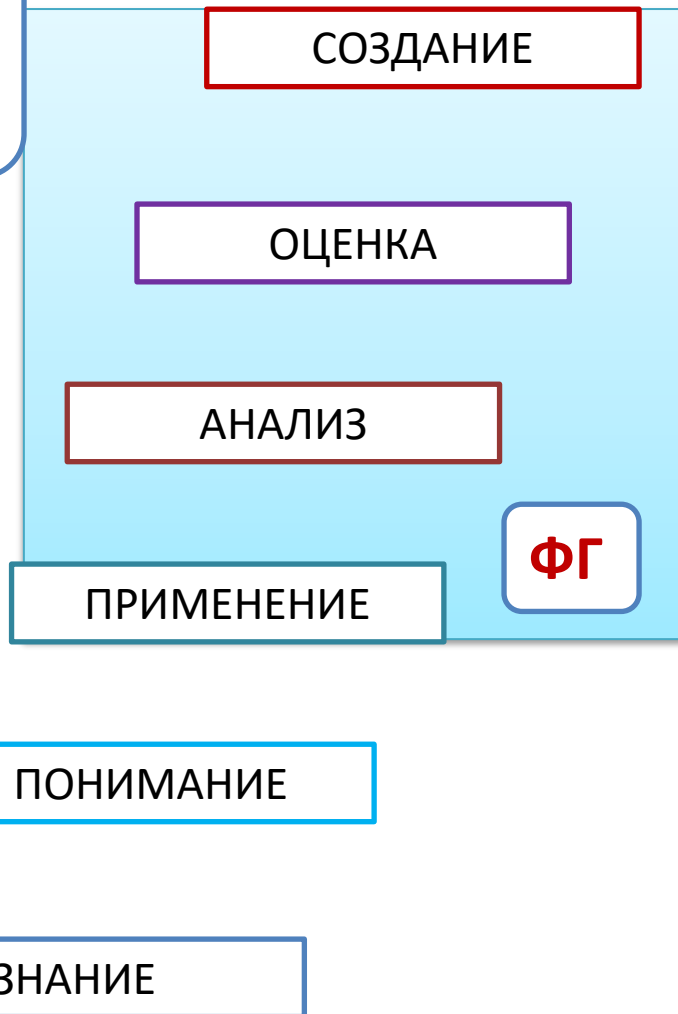 СОЗДАНИЕ
ОЦЕНКА
АНАЛИЗ
ФГ
ПРИМЕНЕНИЕ
ПОНИМАНИЕ
ЗНАНИЕ